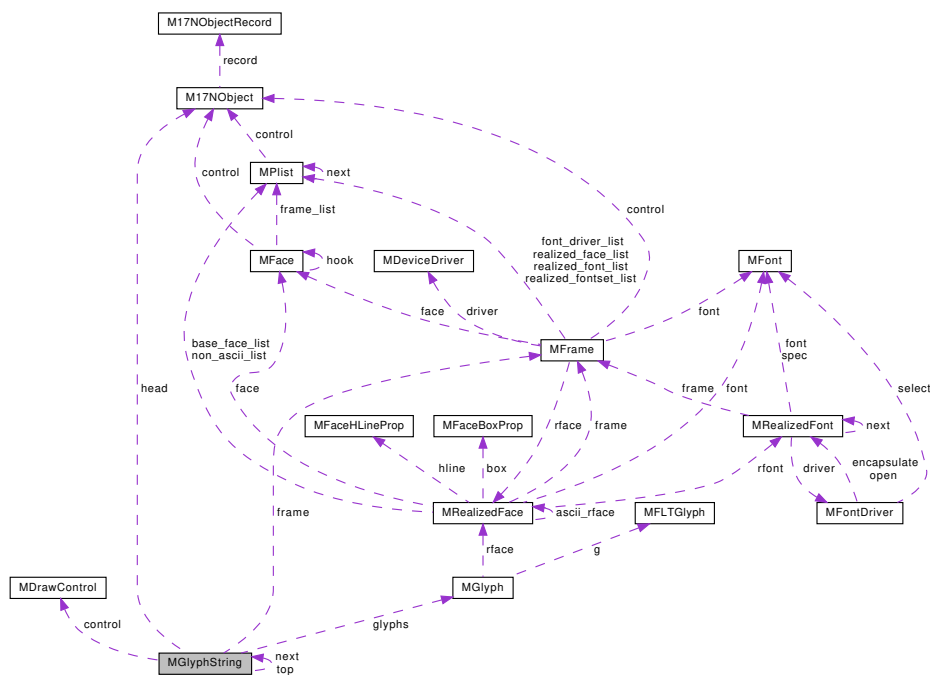 M17NObjectRecord
record
M17NObject
control
MPlist
next
control
frame_list
control
font_driver_list
realized_face_list
realized_font_list
realized_fontset_list
MFace
hook
MDeviceDriver
MFont
face
driver
font
MFrame
base_face_list
non_ascii_list
font
spec
head
face
frame
font
select
MFaceHLineProp
MFaceBoxProp
rface
frame
MRealizedFont
next
hline
box
rfont
driver
encapsulate
open
frame
MRealizedFace
ascii_rface
MFLTGlyph
MFontDriver
rface
g
MDrawControl
MGlyph
control
glyphs
MGlyphString
next
top